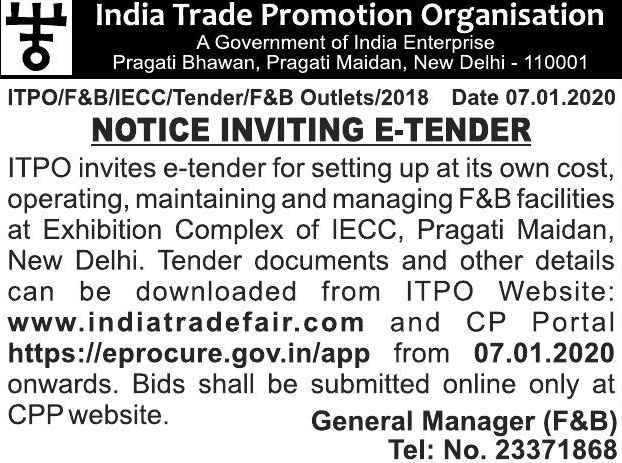 India Trade Promotion Organisation
A Government of India Enterprise
Pragati Bhawan, Pragati Maidan, New Delhi - 110001
ITPO/F&B/IECC/Tender/F&B Outlets/2018 Date 07.01.2020
NOTICE INVITING E-TENDER
ITPO invites e-tender for setting up at its own cost,
operating, maintaining and managing F&B facilities
at Exhibition Complex of IECC, Pragati Maidan,
New Delhi. Tender documents and other details
can be downloaded from ITPO Website:
www.indiatradefair.com and CP Portal
https://eprocure.gov.in/app from 07.01.2020
onwards. Bids shall be submitted online only at
CPP website.
General Manager (F&B)
Tel: No. 23371868